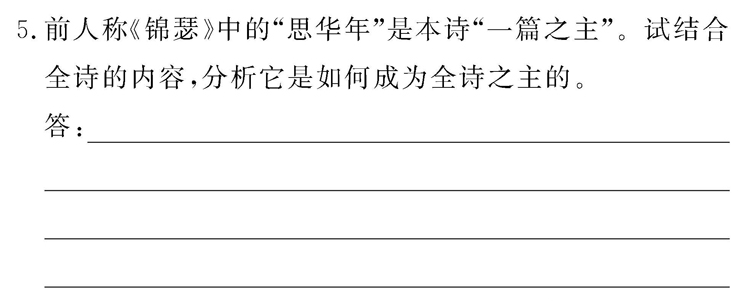 5.前人称《锦瑟》中的“思华年”是本诗“一篇之主”。试结合
全诗的内容,分析它是如何成为全诗之主的。
答: